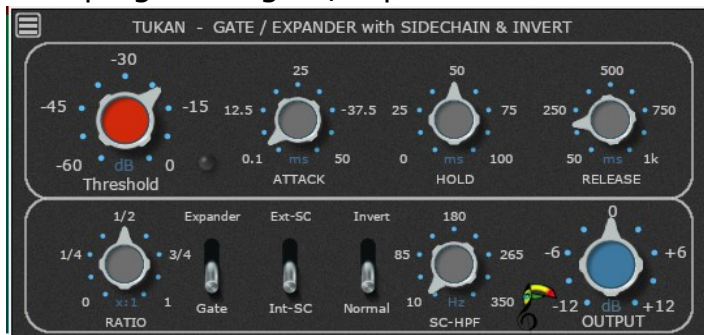 TUKAN - GATE / EXPANDER with SIDECHAIN & INVERT
-30
-45
-15
-60
dB
0
Threshold
25
12.5
-37.5
0.1
ms
50
ATTACK
50
25
75
0
ms
100
HOLD
500
250
750
50
ms
1k
RELEASE
1/2
1/4
3/4
0
x:1
1
RATIO
Expander
Gate
Ext-SC
Int-SC
Invert
Normal
180
85
265
10
Hz
350
SC-HPF
0
-6
+6
-12
dB
+12
OUTPUT